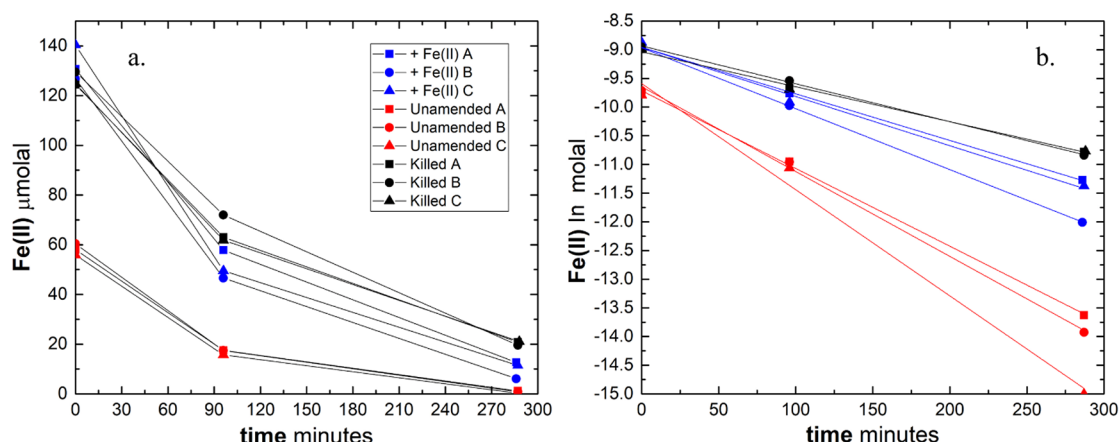 a.
Fe(II) μmolal
140
120
100
80
60
40
20
0
0 30 60 90 120 150 180 210 240 270 300
time minutes
+ Fe(II) A
+ Fe(II) B
+ Fe(II) C
Unamended A
Unamended B
Unamended C
Killed A
Killed B
Killed C
b.
Fe(II) ln molal
-8.5
-9.0
-9.5
-10.0
-10.5
-11.0
-11.5
-12.0
-12.5
-13.0
-13.5
-14.0
-14.5
-15.0
0 50 100 150 200 250 300
time minutes